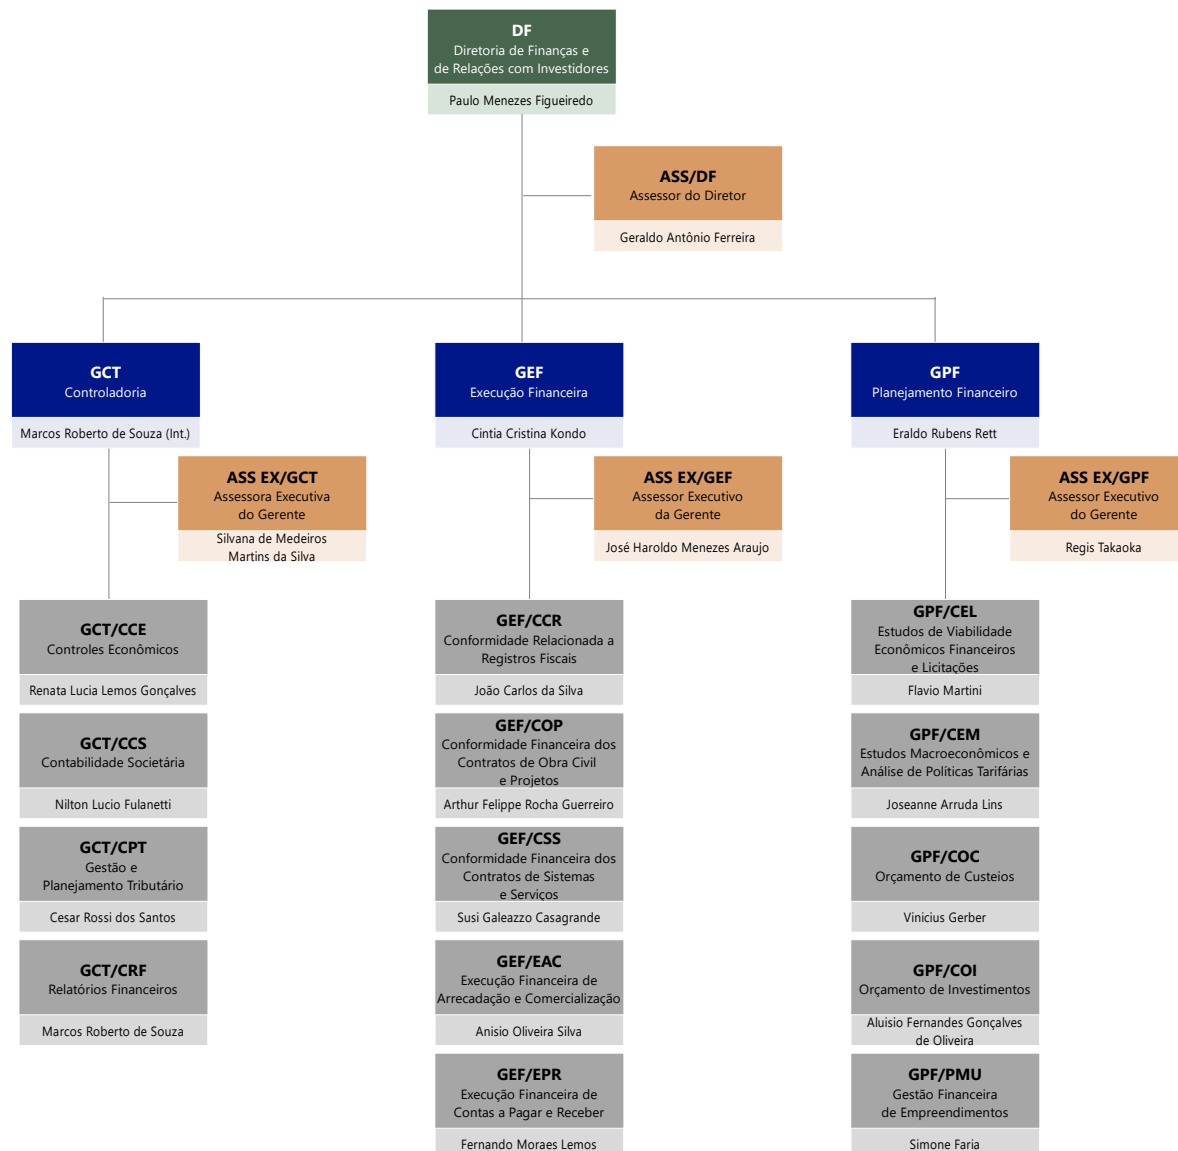 DF
Diretoria de Finanças e
de Relações com Investidores
Paulo Menezes Figueiredo
ASS/DF
Assessor do Diretor
Geraldo Antônio Ferreira
GCT
Controladoria
Marcos Roberto de Souza (Int.)
ASS EX/GCT
Assessora Executiva
do Gerente
Silvana de Medeiros
Martins da Silva
GCT/CCE
Controles Econômicos
Renata Lucia Lemos Gonçalves
GCT/CCS
Contabilidade Societária
Nilton Lucio Fulanetti
GCT/CPT
Gestão e
Planejamento Tributário
Cesar Rossi dos Santos
GCT/CRF
Relatórios Financeiros
Marcos Roberto de Souza
GEF
Execução Financeira
Cintia Cristina Kondo
ASS EX/GEF
Assessor Executivo
da Gerente
José Haroldo Menezes Araujo
GEF/CCR
Conformidade Relacionada a
Registros Fiscais
João Carlos da Silva
GEF/COP
Conformidade Financeira dos
Contratos de Obra Civil
e Projetos
Arthur Felippe Rocha Guerreiro
GEF/CSS
Conformidade Financeira dos
Contratos de Sistemas
e Serviços
Susi Galeazzo Casagrande
GEF/EAC
Execução Financeira de
Arrecadação e Comercialização
Anisio Oliveira Silva
GEF/EPR
Execução Financeira de
Contas a Pagar e Receber
Fernando Moraes Lemos
GPF
Planejamento Financeiro
Eraldo Rubens Rett
ASS EX/GPF
Assessor Executivo
do Gerente
Regis Takaoka
GPF/CEL
Estudos de Viabilidade
Econômicos Financeiros
e Licitações
Flavio Martini
GPF/CEM
Estudos Macroeconômicos e
Análise de Políticas Tarifárias
Joseanne Arruda Lins
GPF/COC
Orçamento de Custeios
Vinicius Gerber
GPF/COI
Orçamento de Investimentos
Aluisio Fernandes Gonçalves
de Oliveira
GPF/PMU
Gestão Financeira
de Empreendimentos
Simone Faria